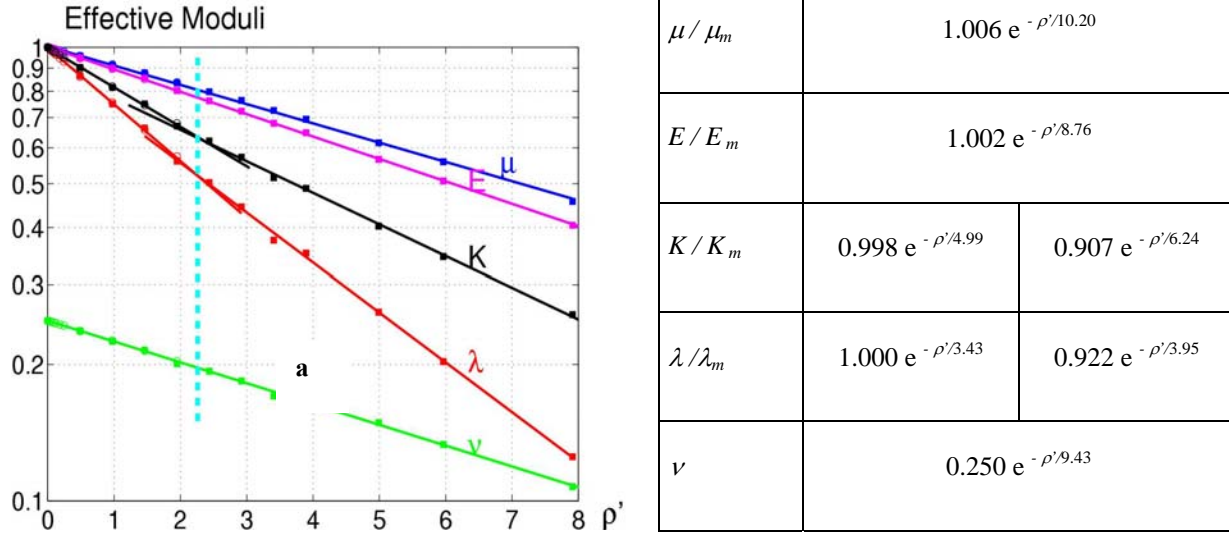 Effective Moduli
1
0.9
0.8
0.7
0.6
0.5
0.4
0.3
0.2
0.1
μ
E
K
λ
a
ν
0 1 2 3 4 5 6 7 8 ρ’
μ / μm 1.006 e - ρ’/10.20
E / Em 1.002 e - ρ’/8.76
K / Km 0.998 e - ρ’/4.99 0.907 e - ρ’/6.24
λ /λm 1.000 e - ρ’/3.43 0.922 e - ρ’/3.95
ν 0.250 e - ρ’/9.43